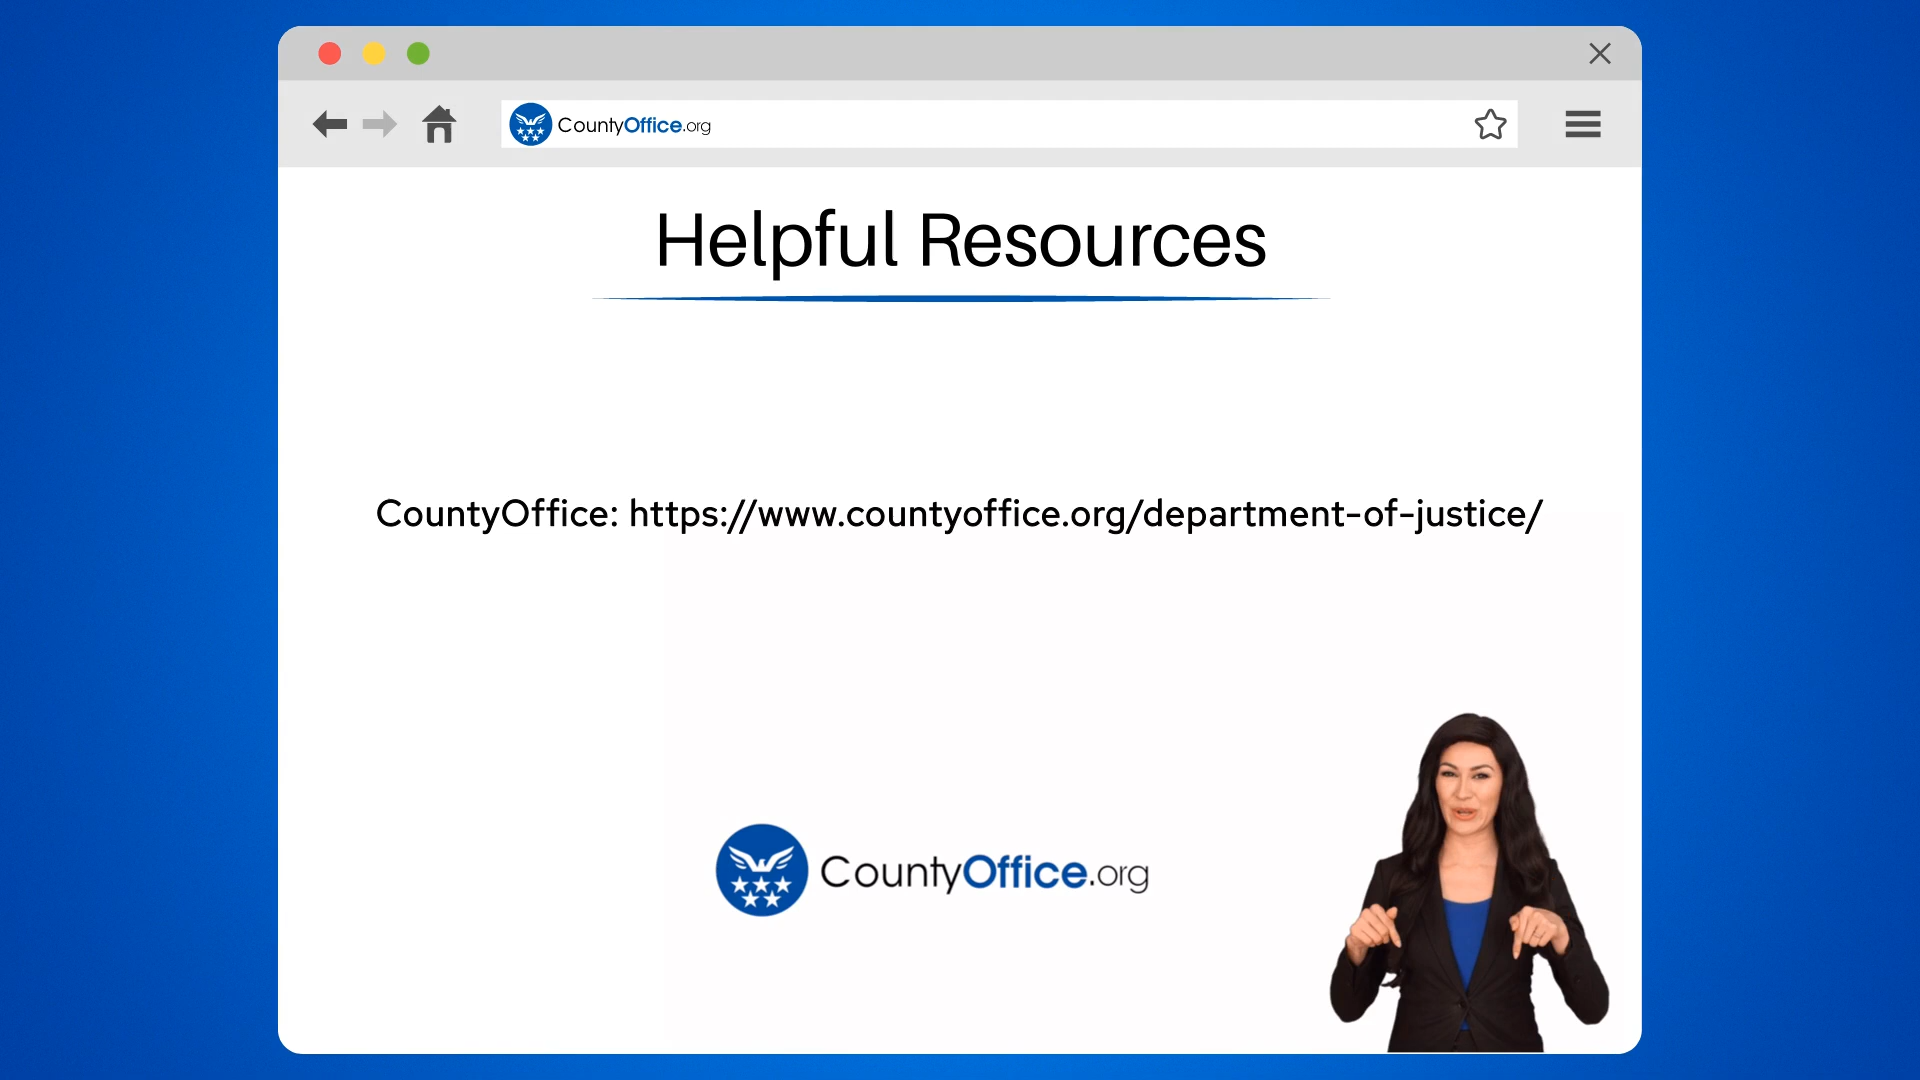 CountyOffice.org
Helpful Resources
CountyOffice: https://www.countyoffice.org/department-of-justice/
CountyOffice.org